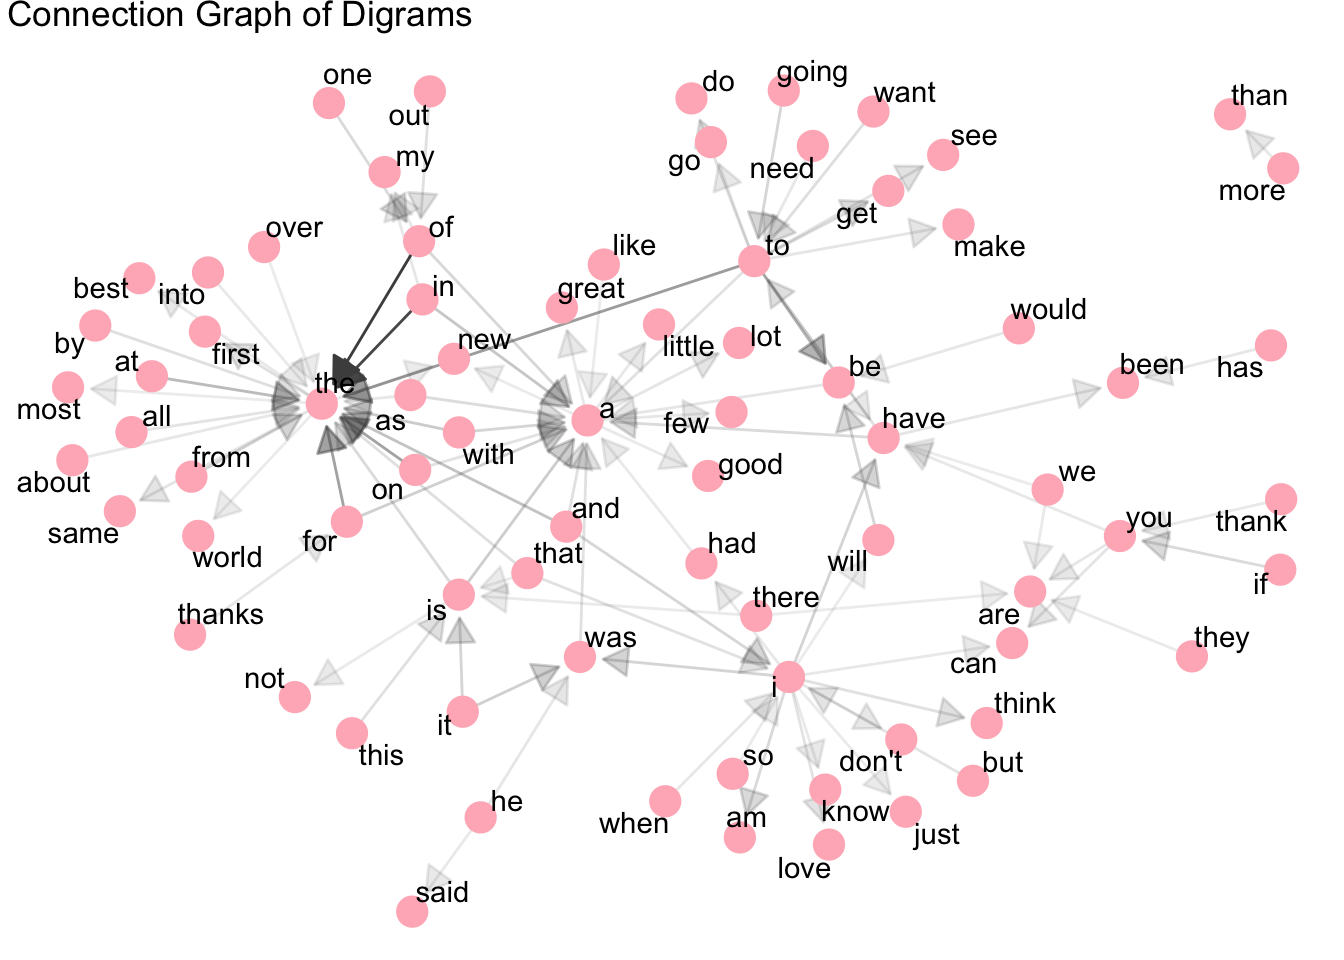 Connection Graph of Digrams
one
out
my
of
over
in
best
into
by
first
at
most
all
about
from
same
world
for
thanks
the
as
with
on
new
like
great
little
lot
a
few
good
and
that
had
do
going
want
go
need
see
get
make
to
be
would
have
been
has
than
more
we
you
thank
if
are
they
can
will
there
is
was
not
this
it
he
said
i
think
so
don't
but
when
am
know
just
love